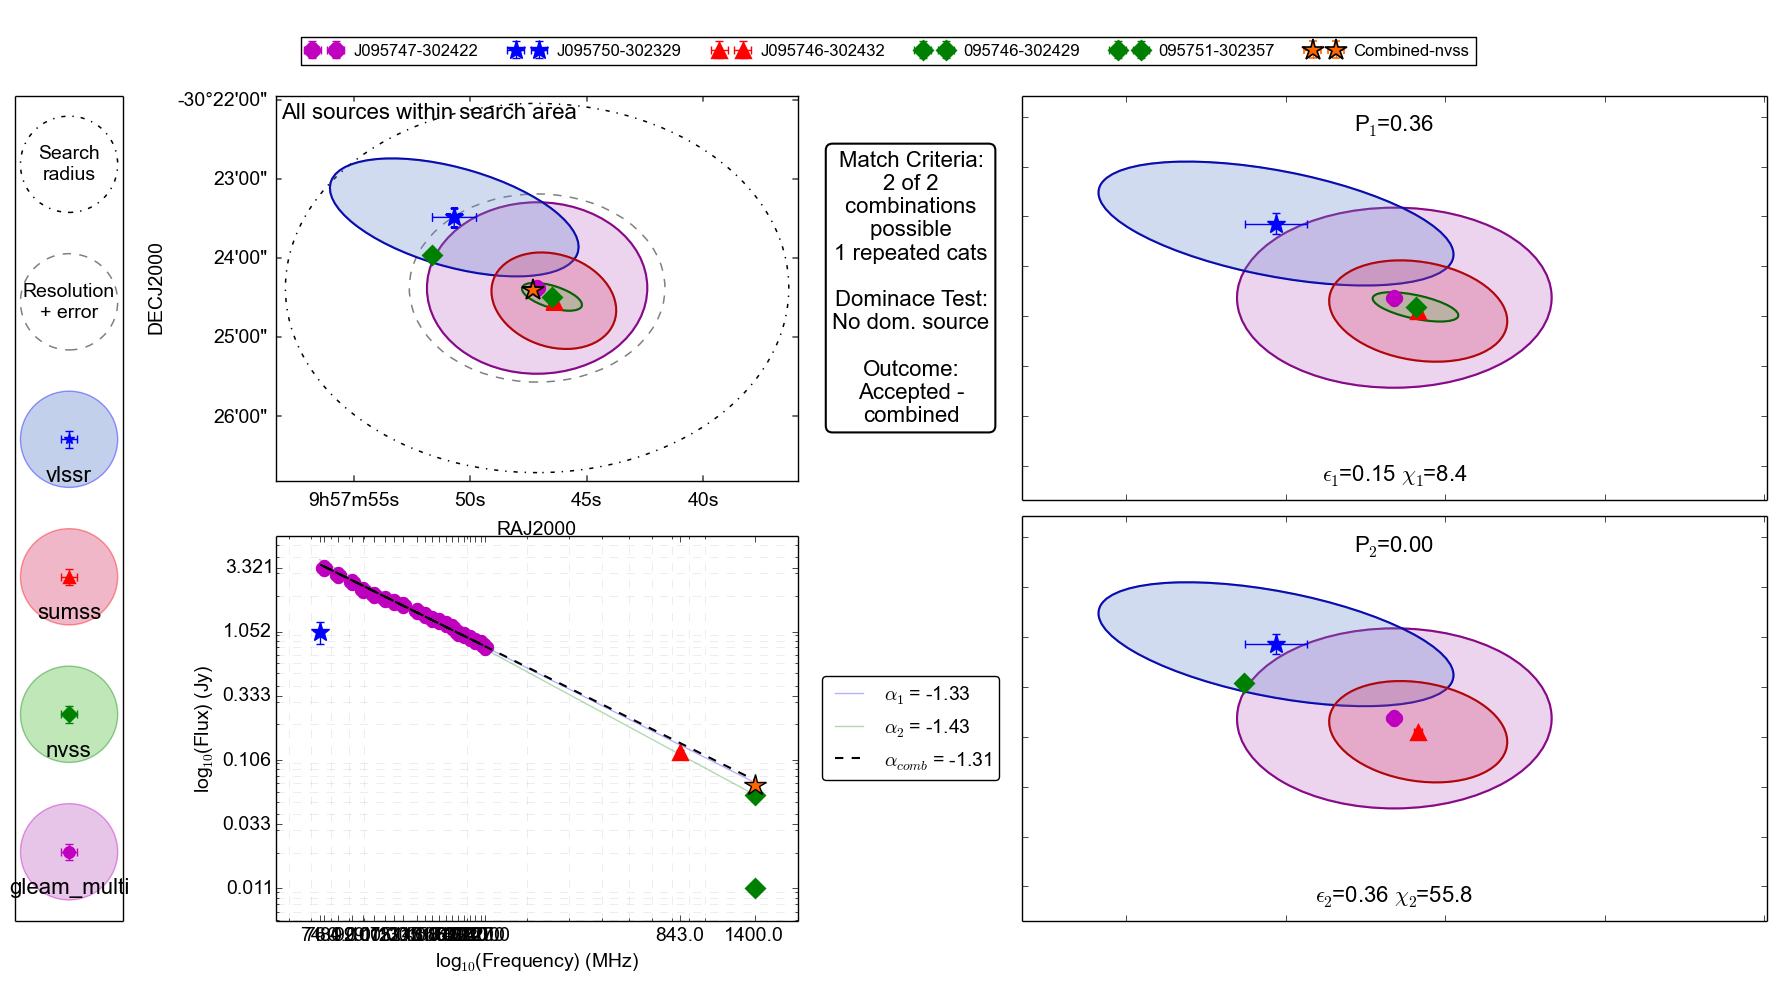 J095747-302422
J095750-302329
J095746-302432
095746-302429
095751-302357
Combined-nvss
Search
radius
Resolution
+ error
vlssr
sumss
nvss
gleam_multi
All sources within search area
DECJ2000
-30°22'00"
23'00"
24'00"
25'00"
26'00"
9h57m55s
50s
45s
40s
RAJ2000
Match Criteria:
2 of 2
combinations
possible
1 repeated cats
Dominace Test:
No dom. source
Outcome:
Accepted -
combined
P1=0.36
ϵ1=0.15 χ1=8.4
log10(Flux) (Jy)
3.321
1.052
0.333
0.106
0.033
0.011
843.0
1400.0
log10(Frequency) (MHz)
α1 = -1.33
α2 = -1.43
αcomb = -1.31
P2=0.00
ϵ2=0.36 χ2=55.8